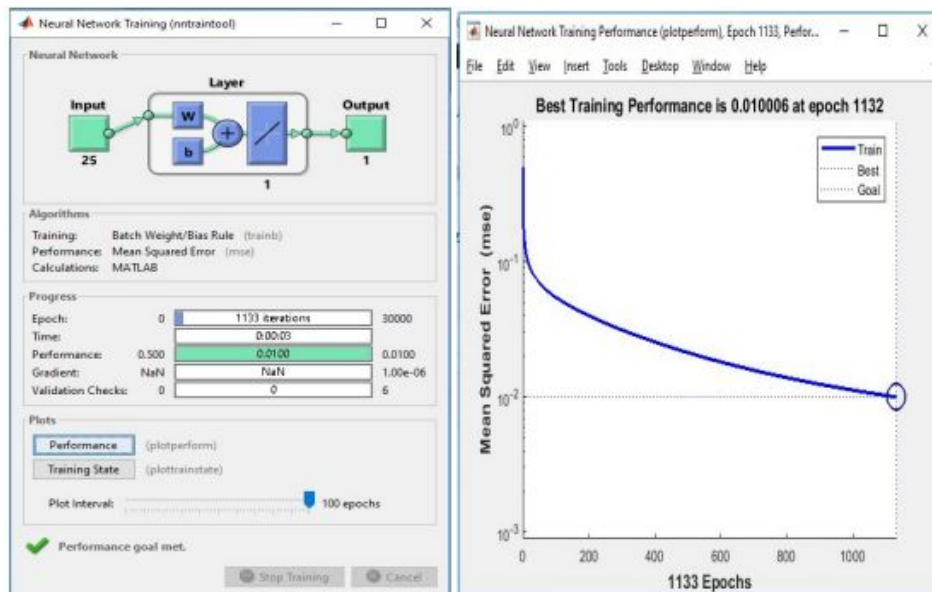 Neural Network Training (nntraintool)
Neural Network
Layer
Input
W
b
+
Output
25
1
1
Algorithms
Training: Batch Weight/Bias Rule (trainb)
Performance: Mean Squared Error (mse)
Calculations: MATLAB
Progress
Epoch: 0 1133 iterations 30000
Time: 0:00:03
Performance: 0.500 0.0100 0.0100
Gradient: NaN NaN 1.00e-06
Validation Checks: 0 0 6
Plots
Performance (plotperform)
Training State (plottrainstate)
Plot Interval: 100 epochs
Performance goal met.
Stop Training Cancel
Neural Network Training Performance (plotperform), Epoch 1133, Perfor...
File Edit View Insert Tools Desktop Window Help
Best Training Performance is 0.010006 at epoch 1132
Train
Best
Goal
Mean Squared Error (mse)
10^0
10^-1
10^-2
10^-3
0 200 400 600 800 1000
1133 Epochs